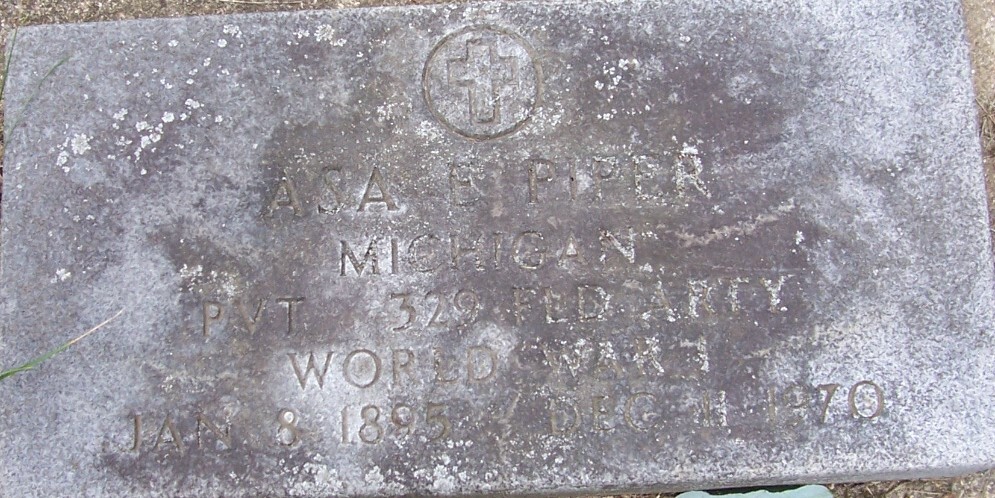 ASA E PIPER
MICHIGAN
PVT 329 FLD ARTY
WORLD WAR I
JAN 8 1895 DEC 11 1970